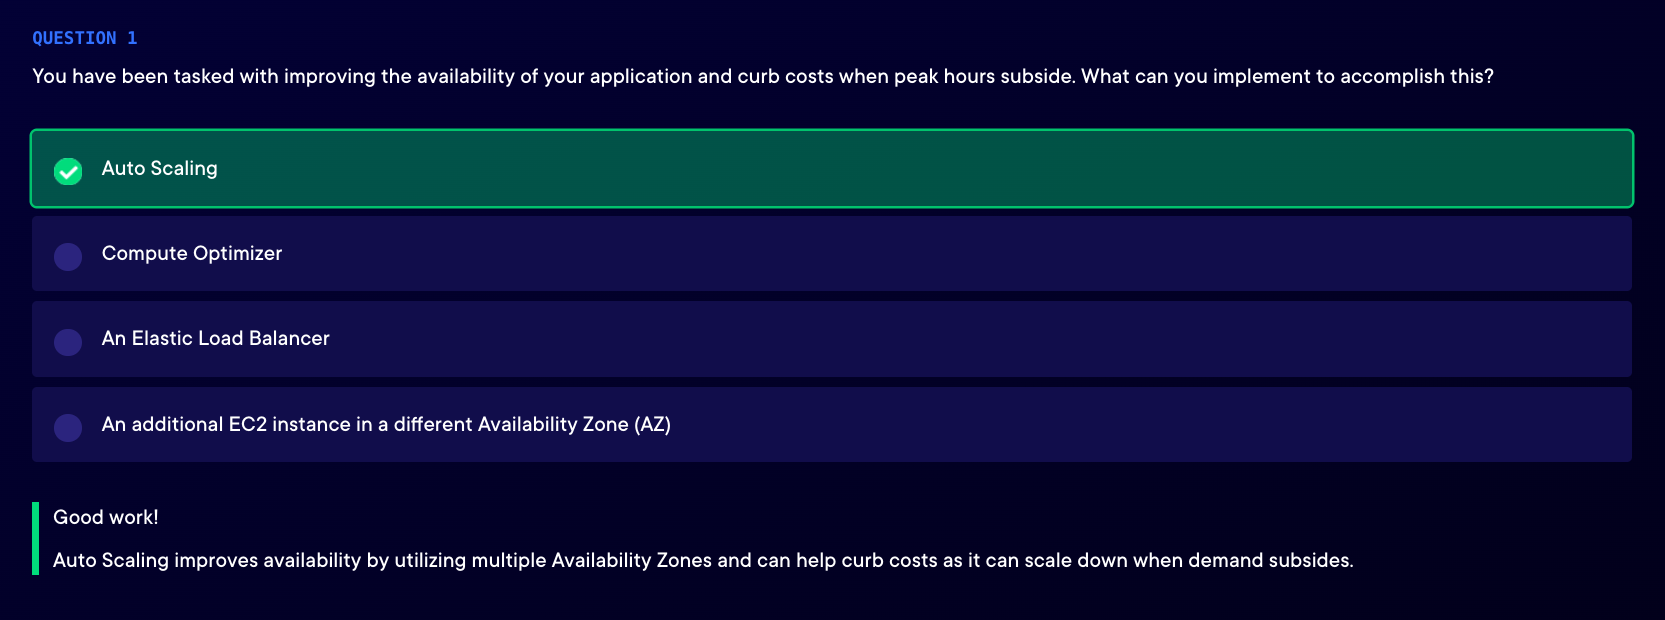 QUESTION 1
You have been tasked with improving the availability of your application and curb costs when peak hours subside. What can you implement to accomplish this?
Auto Scaling
Compute Optimizer
An Elastic Load Balancer
An additional EC2 instance in a different Availability Zone (AZ)
Good work!
Auto Scaling improves availability by utilizing multiple Availability Zones and can help curb costs as it can scale down when demand subsides.